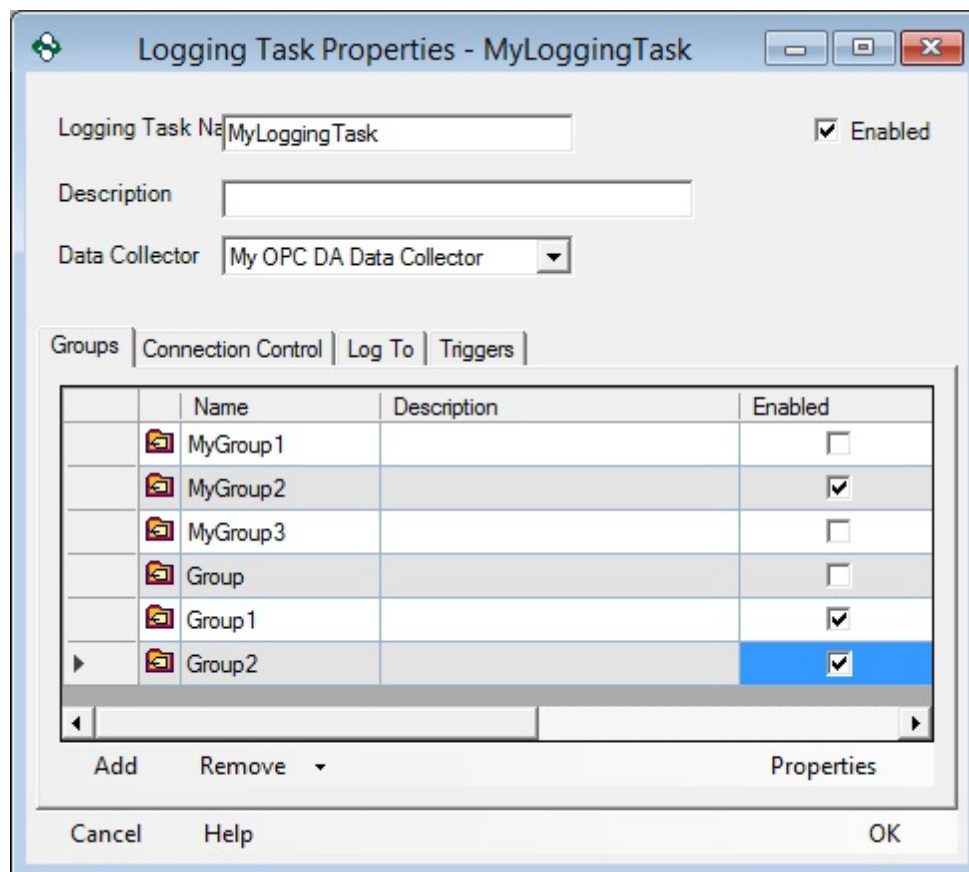 Logging Task Properties - MyLoggingTask
Logging Task Na MyLoggingTask Enabled
Description
Data Collector My OPC DA Data Collector
Groups Connection Control Log To Triggers
Name Description Enabled
MyGroup1
MyGroup2
MyGroup3
Group
Group1
Group2
Add Remove Properties
Cancel Help OK